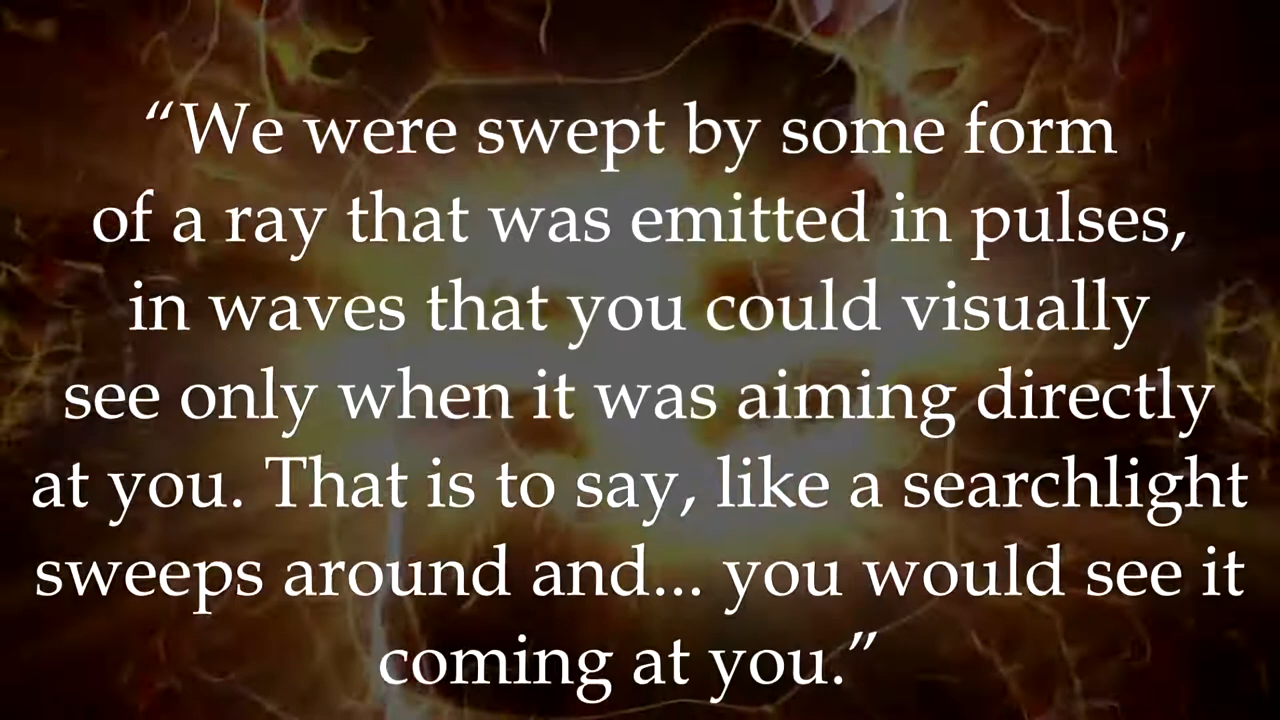 “We were swept by some form
of a ray that was emitted in pulses,
in waves that you could visually
see only when it was aiming directly
at you. That is to say, like a searchlight
sweeps around and... you would see it
coming at you.”